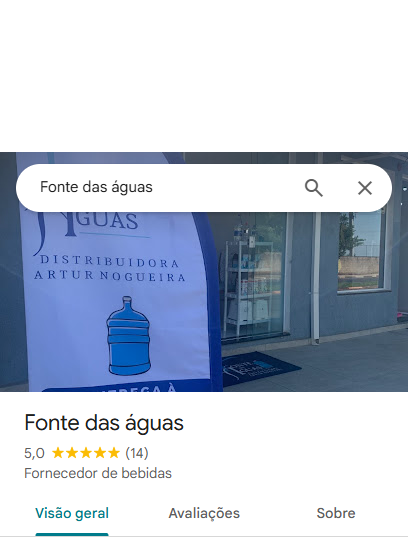 Fonte das águas
ÁGUAS
DISTRIBUIDORA
ARTUR NOGUEIRA
Fonte das águas
5,0 (14)
Fornecedor de bebidas
Visão geral Avaliações Sobre